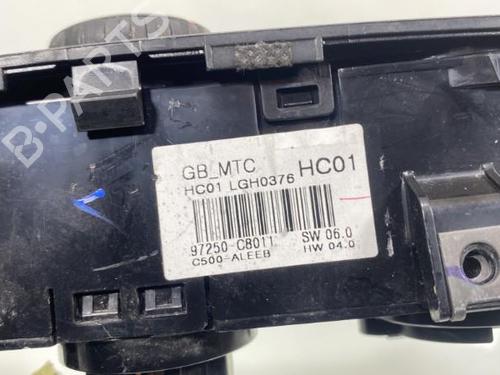 B-PARTS
GB_MTC HC01
HC01 LGH0376
97250-C8011 SW 06.0
C500-ALEEB HW 04.0